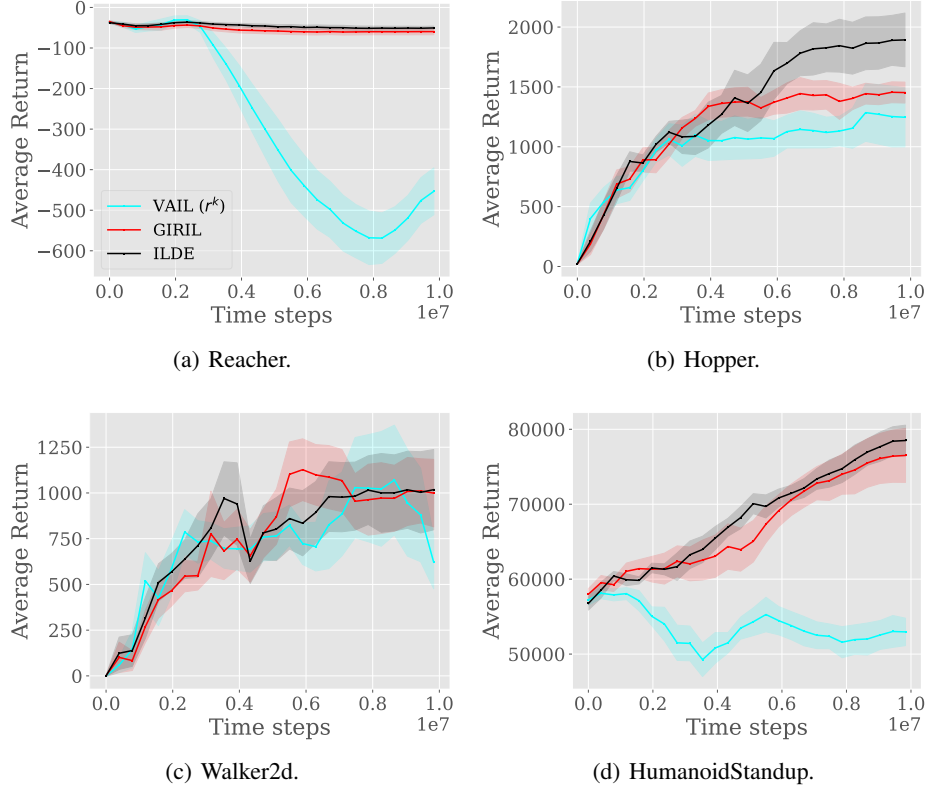 0
−100
−200
−300
−400
−500
−600
Average Return
VAIL (r^k)
GIRIL
ILDE
0.0 0.2 0.4 0.6 0.8 1.0
1e7
Time steps
(a) Reacher.
2000
1500
1000
500
0
Average Return
0.0 0.2 0.4 0.6 0.8 1.0
1e7
Time steps
(b) Hopper.
1250
1000
750
500
250
0
Average Return
0.0 0.2 0.4 0.6 0.8 1.0
1e7
Time steps
(c) Walker2d.
80000
70000
60000
50000
Average Return
0.0 0.2 0.4 0.6 0.8 1.0
1e7
Time steps
(d) HumanoidStandup.